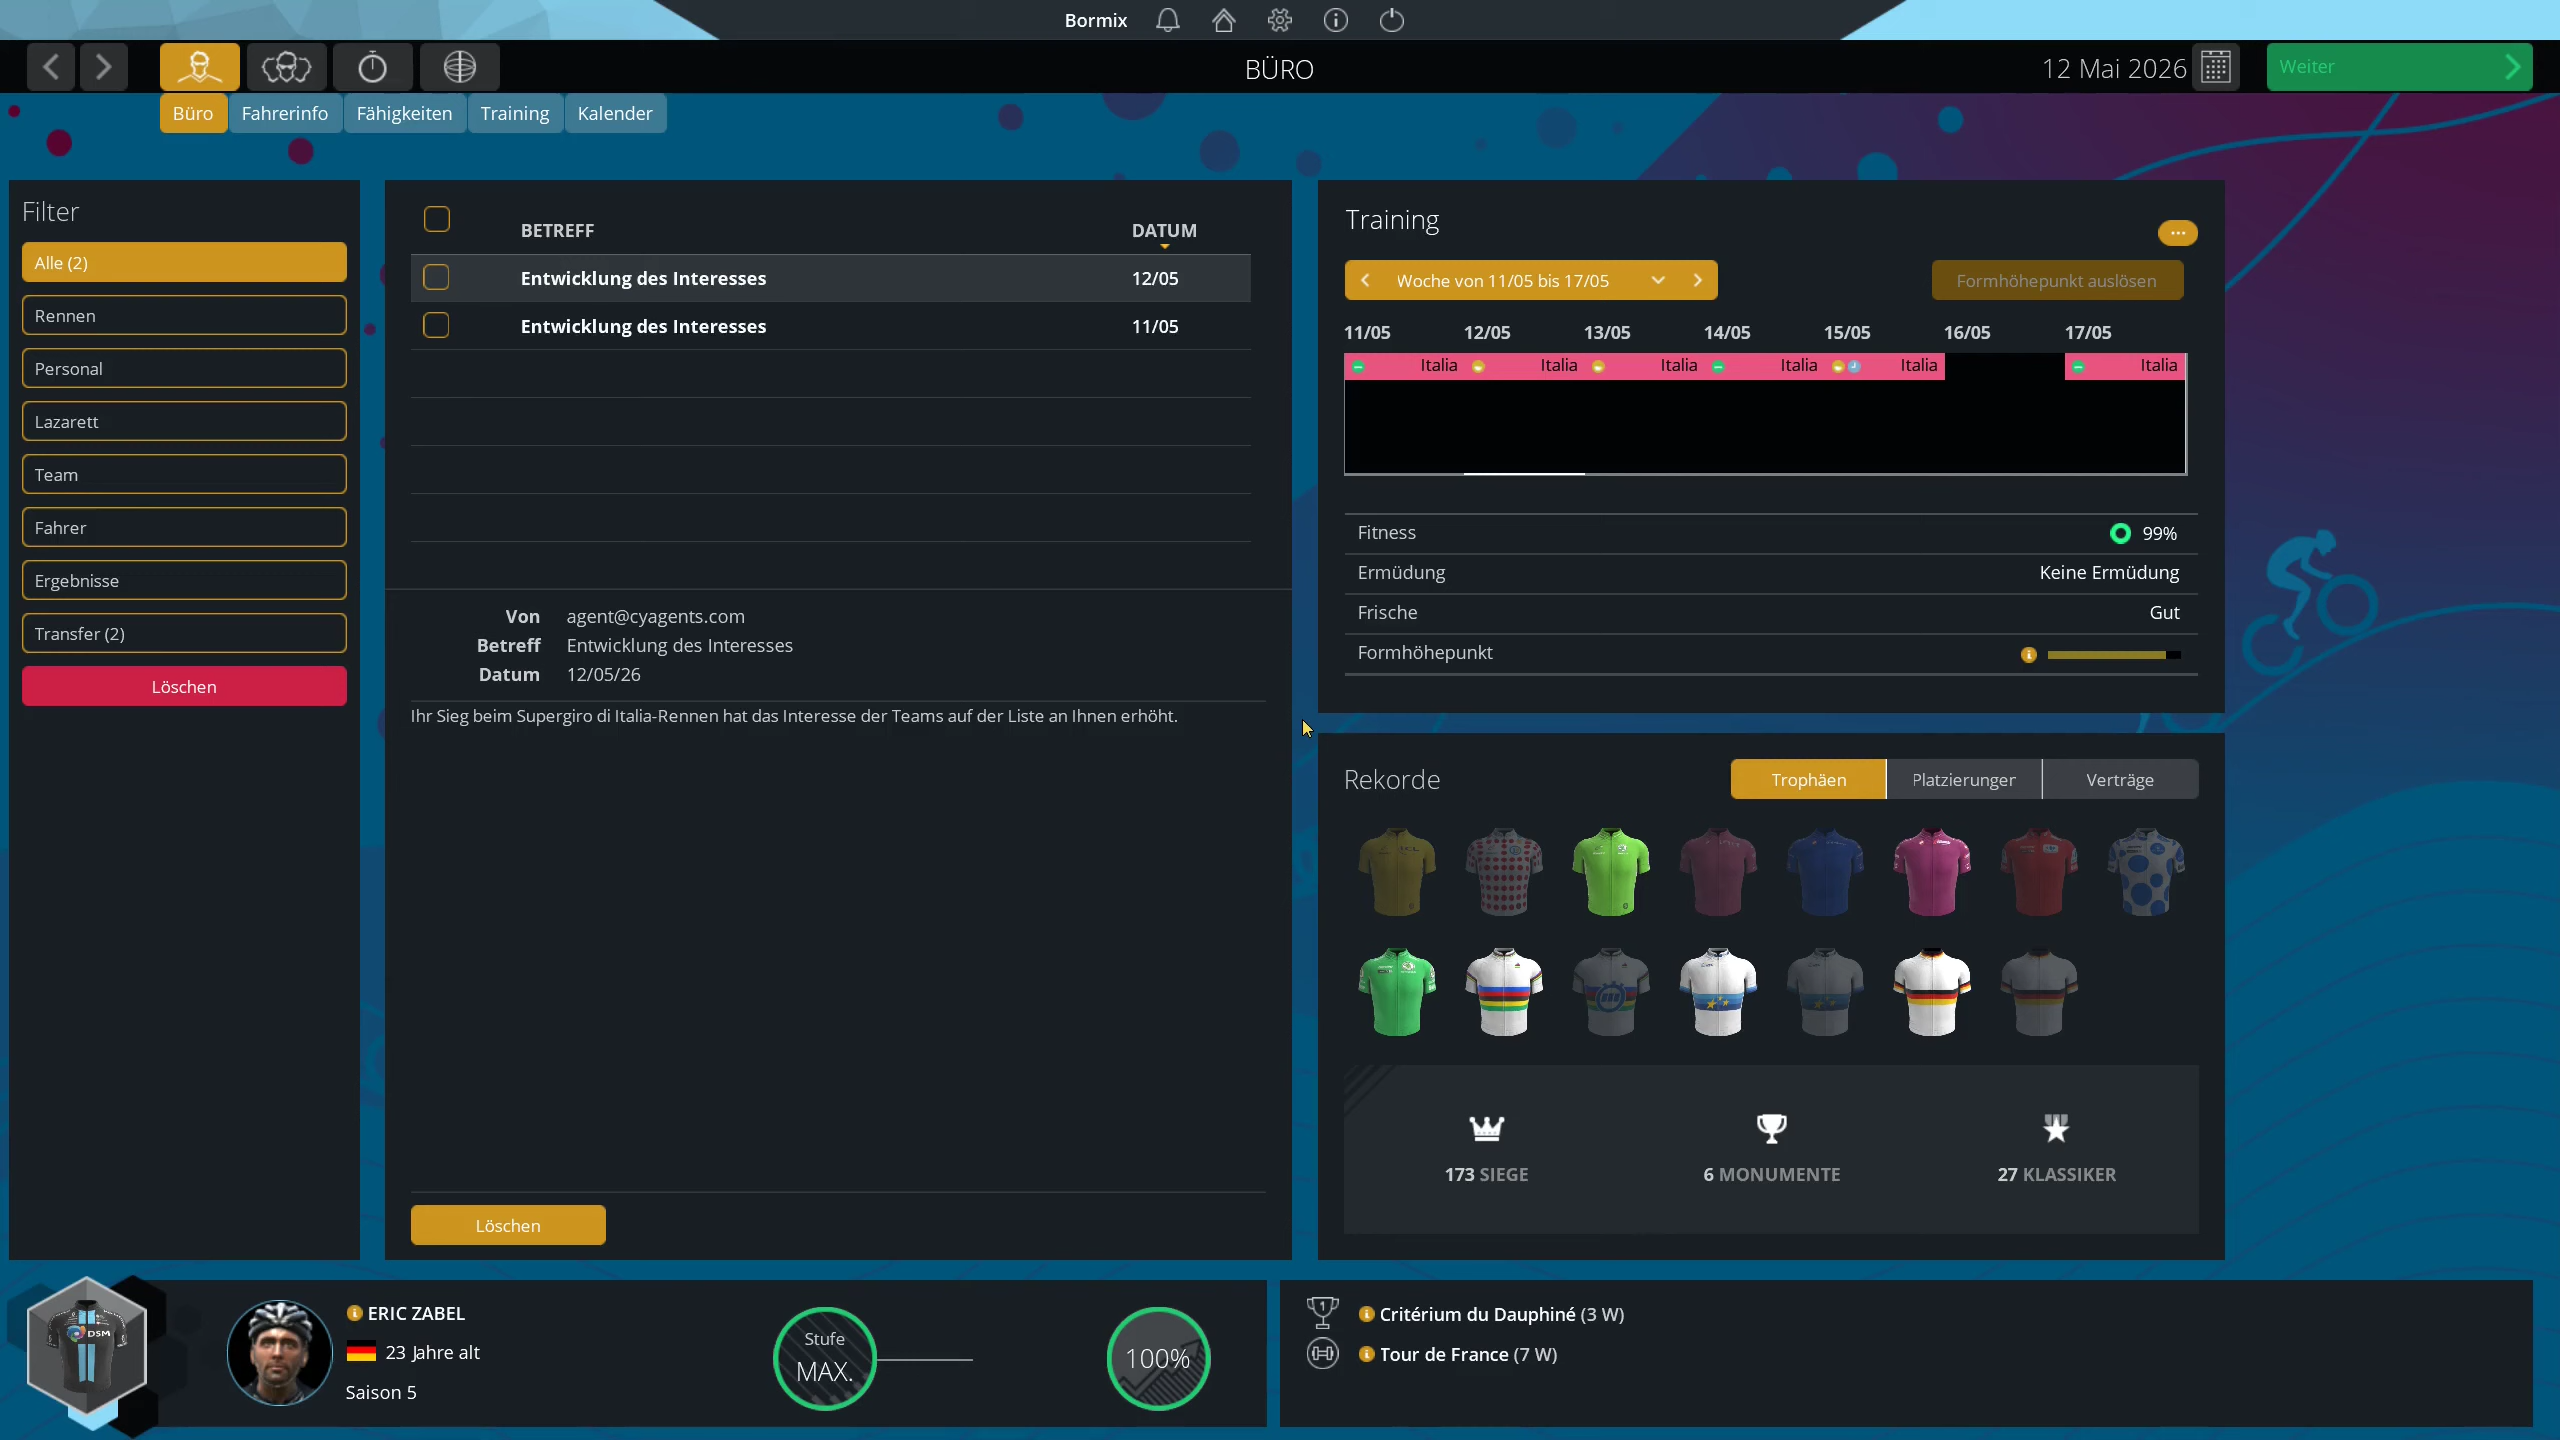 Bormix
BÜRO
12 Mai 2026
Weiter
Büro
Fahrerinfo
Fähigkeiten
Training
Kalender
Filter
Alle (2)
Rennen
Personal
Lazarett
Team
Fahrer
Ergebnisse
Transfer (2)
Löschen
BETREFF DATUM
Entwicklung des Interesses 12/05
Entwicklung des Interesses 11/05
Von agent@cyagents.com
Betreff Entwicklung des Interesses
Datum 12/05/26
Ihr Sieg beim Supergiro di Italia-Rennen hat das Interesse der Teams auf der Liste an Ihnen erhöht.
Löschen
Training
Woche von 11/05 bis 17/05
Formhöhepunkt auslösen
11/05 12/05 13/05 14/05 15/05 16/05 17/05
Italia Italia Italia Italia Italia Italia
Fitness 99%
Ermüdung Keine Ermüdung
Frische Gut
Formhöhepunkt
Rekorde
Trophäen
Platzierunger
Verträge
173 SIEGE
6 MONUMENTE
27 KLASSIKER
DSM
ERIC ZABEL
23 Jahre alt
Saison 5
Stufe
MAX.
100%
Critérium du Dauphiné (3 W)
Tour de France (7 W)